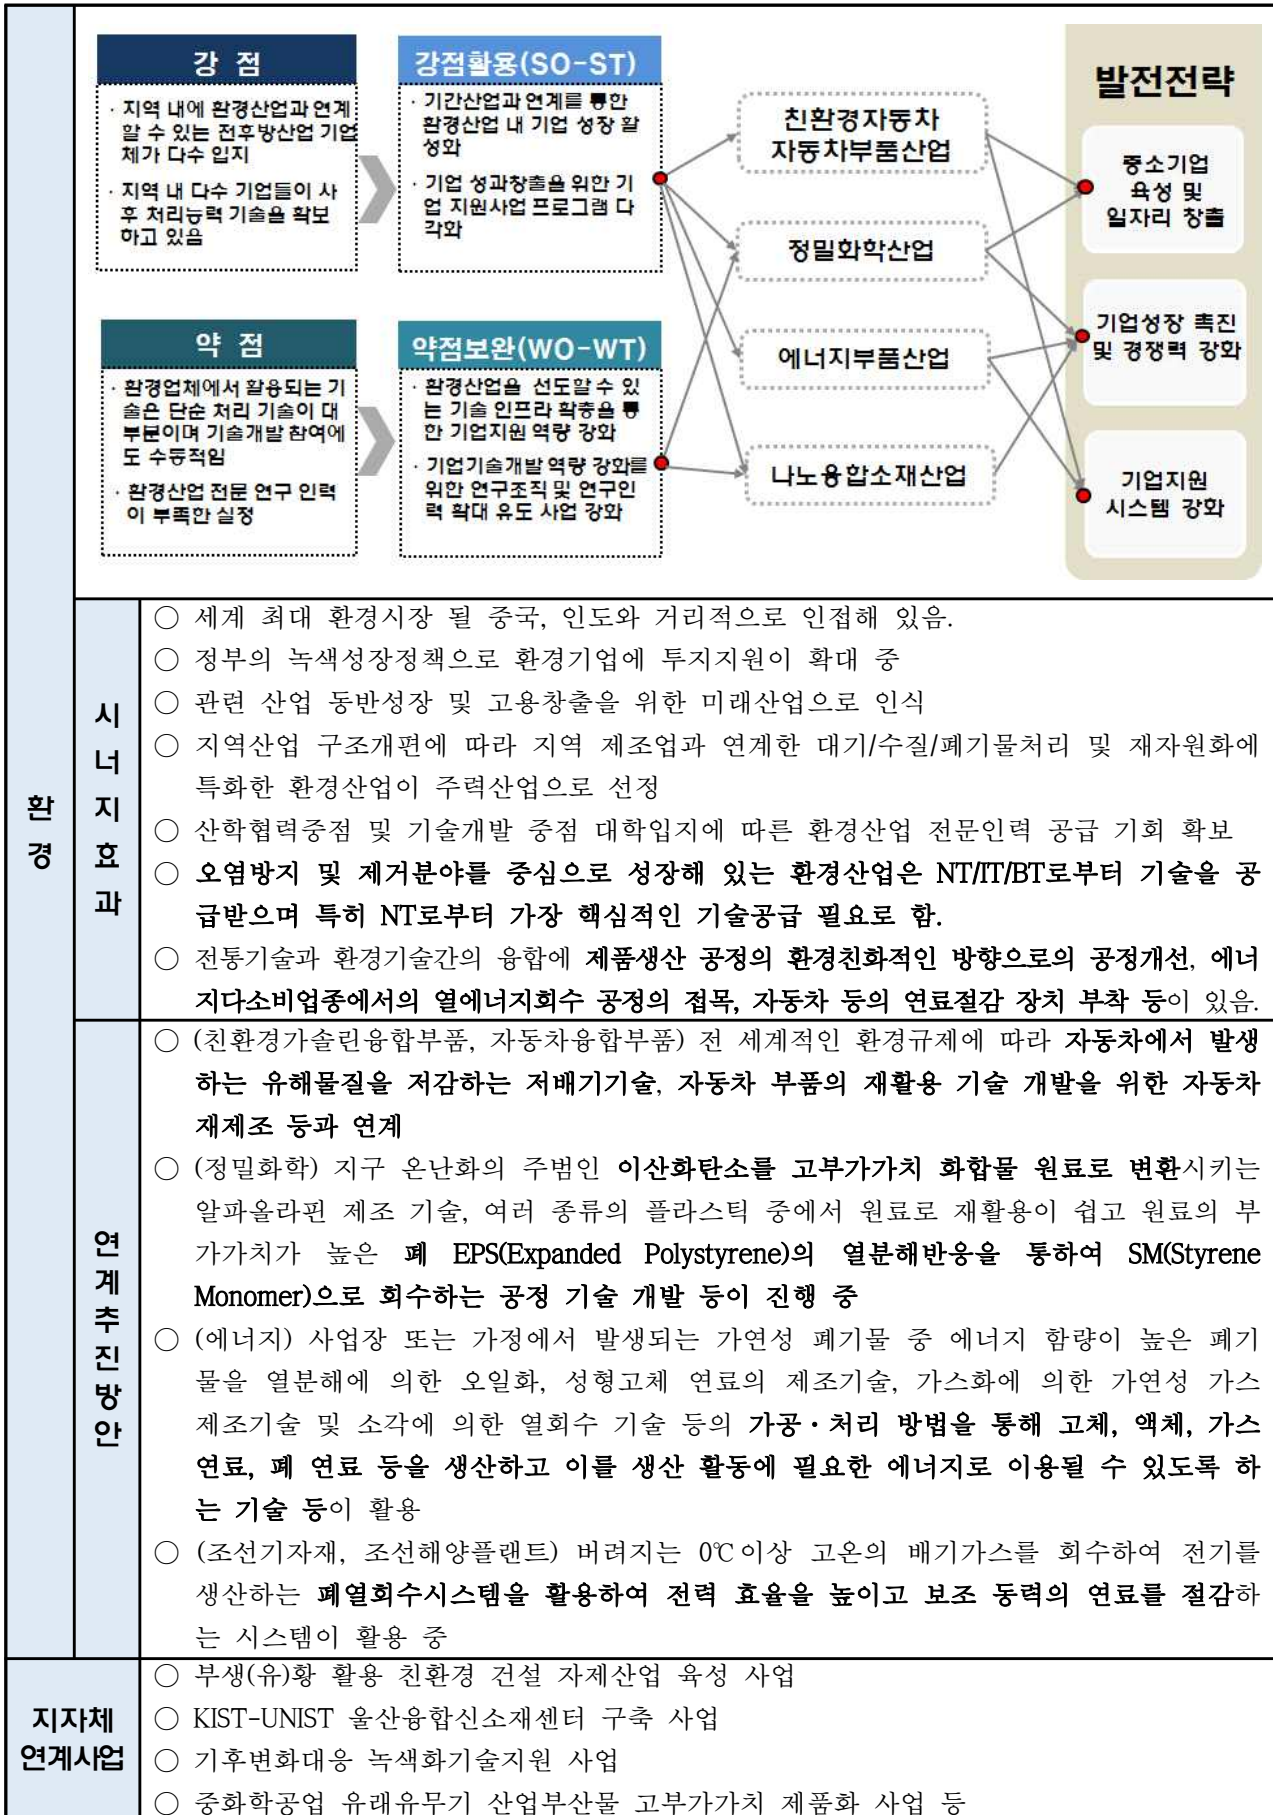 강 점
· 지역 내에 환경산업과 연계
할 수 있는 전후방산업 기업
체가 다수 입지
· 지역 내 다수 기업들이 사
후 처리능력 기술을 확보
하고 있음
강점활용(SO-ST)
· 기간산업과 연계를 통한
환경산업 내 기업 성장 활
성화
· 기업 성과창출을 위한 기
업 지원사업 프로그램 다
각화
약 점
· 환경업체에서 활용되는 기
술은 단순 처리 기술이 대
부분이며 기술개발 참여에
도 수동적임
· 환경산업 전문 연구 인력
이 부족한 실정
약점보완(WO-WT)
· 환경산업을 선도할 수 있
는 기술 인프라 확충을 통
한 기업지원 역량 강화
· 기업기술개발 역량 강화를
위한 연구조직 및 연구인
력 확대 유도 사업 강화
친환경자동차
자동차부품산업
정밀화학산업
에너지부품산업
나노융합소재산업
발전전략
중소기업
육성 및
일자리 창출
기업성장 촉진
및 경쟁력 강화
기업지원
시스템 강화
환
경
시
너
지
효
과
○ 세계 최대 환경시장 될 중국, 인도와 거리적으로 인접해 있음.
○ 정부의 녹색성장정책으로 환경기업에 투지지원이 확대 중
○ 관련 산업 동반성장 및 고용창출을 위한 미래산업으로 인식
○ 지역산업 구조개편에 따라 지역 제조업과 연계한 대기/수질/폐기물처리 및 재자원화에
특화한 환경산업이 주력산업으로 선정
○ 산학협력중점 및 기술개발 중점 대학입지에 따른 환경산업 전문인력 공급 기회 확보
○ 오염방지 및 제거분야를 중심으로 성장해 있는 환경산업은 NT/IT/BT로부터 기술을 공
급받으며 특히 NT로부터 가장 핵심적인 기술공급 필요로 함.
○ 전통기술과 환경기술간의 융합에 제품생산 공정의 환경친화적인 방향으로의 공정개선, 에너
지다소비업종에서의 열에너지회수 공정의 접목, 자동차 등의 연료절감 장치 부착 등이 있음.
연
계
추
진
방
안
○ (친환경가솔린융합부품, 자동차융합부품) 전 세계적인 환경규제에 따라 자동차에서 발생
하는 유해물질을 저감하는 저배기기술, 자동차 부품의 재활용 기술 개발을 위한 자동차
재제조 등과 연계
○ (정밀화학) 지구 온난화의 주범인 이산화탄소를 고부가가치 화합물 원료로 변환시키는
알파올라핀 제조 기술, 여러 종류의 플라스틱 중에서 원료로 재활용이 쉽고 원료의 부
가가치가 높은 폐 EPS(Expanded Polystyrene)의 열분해반응을 통하여 SM(Styrene
Monomer)으로 회수하는 공정 기술 개발 등이 진행 중
○ (에너지) 사업장 또는 가정에서 발생되는 가연성 폐기물 중 에너지 함량이 높은 폐기
물을 열분해에 의한 오일화, 성형고체 연료의 제조기술, 가스화에 의한 가연성 가스
제조기술 및 소각에 의한 열회수 기술 등의 가공・처리 방법을 통해 고체, 액체, 가스
연료, 폐 연료 등을 생산하고 이를 생산 활동에 필요한 에너지로 이용될 수 있도록 하
는 기술 등이 활용
○ (조선기자재, 조선해양플랜트) 버려지는 0℃이상 고온의 배기가스를 회수하여 전기를
생산하는 폐열회수시스템을 활용하여 전력 효율을 높이고 보조 동력의 연료를 절감하
는 시스템이 활용 중
지자체
연계사업
○ 부생(유)황 활용 친환경 건설 자제산업 육성 사업
○ KIST-UNIST 울산융합신소재센터 구축 사업
○ 기후변화대응 녹색화기술지원 사업
○ 중화학공업 유래유무기 산업부산물 고부가가치 제품화 사업 등